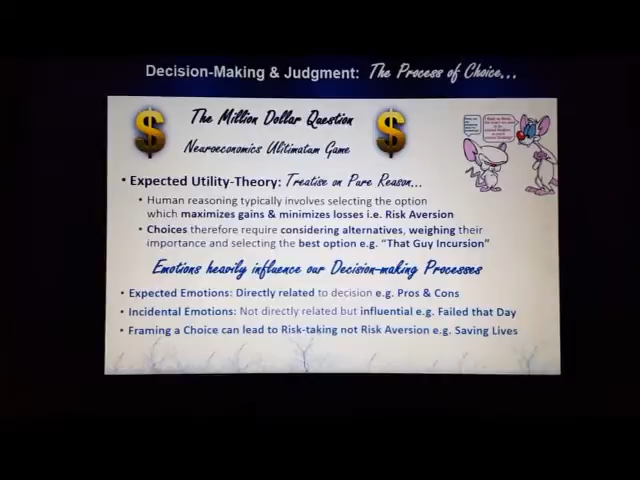 Decision-Making & Judgment: The Process of Choice...
The Million Dollar Question
Neuroeconomics Ulitimatum Game
• Expected Utility-Theory: Treatise on Pure Reason...
• Human reasoning typically involves selecting the option
which maximizes gains & minimizes losses i.e. Risk Aversion
• Choices therefore require considering alternatives, weighing their
importance and selecting the best option e.g. “That Guy Incursion”
Emotions heavily influence our Decision-making Processes
• Expected Emotions: Directly related to decision e.g. Pros & Cons
• Incidental Emotions: Not directly related but influential e.g. Failed that Day
• Framing a Choice can lead to Risk-taking not Risk Aversion e.g. Saving Lives